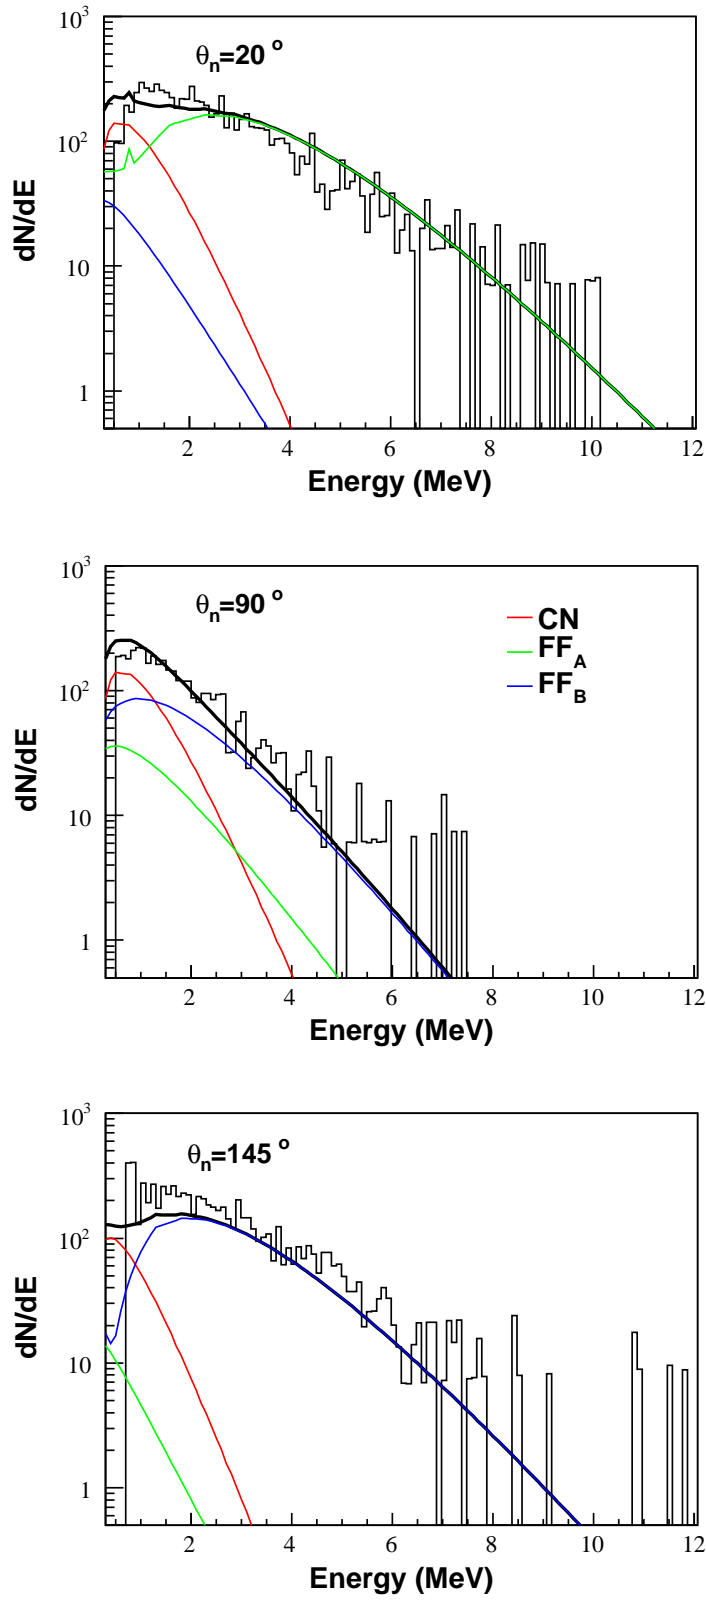 10³
θn=20 °
10²
10
1
dN/dE
2 4 6 8 10 12
Energy (MeV)
10³
θn=90 °
CN
FFA
FFB
10²
10
1
dN/dE
2 4 6 8 10 12
Energy (MeV)
10³
θn=145 °
10²
10
1
dN/dE
2 4 6 8 10 12
Energy (MeV)